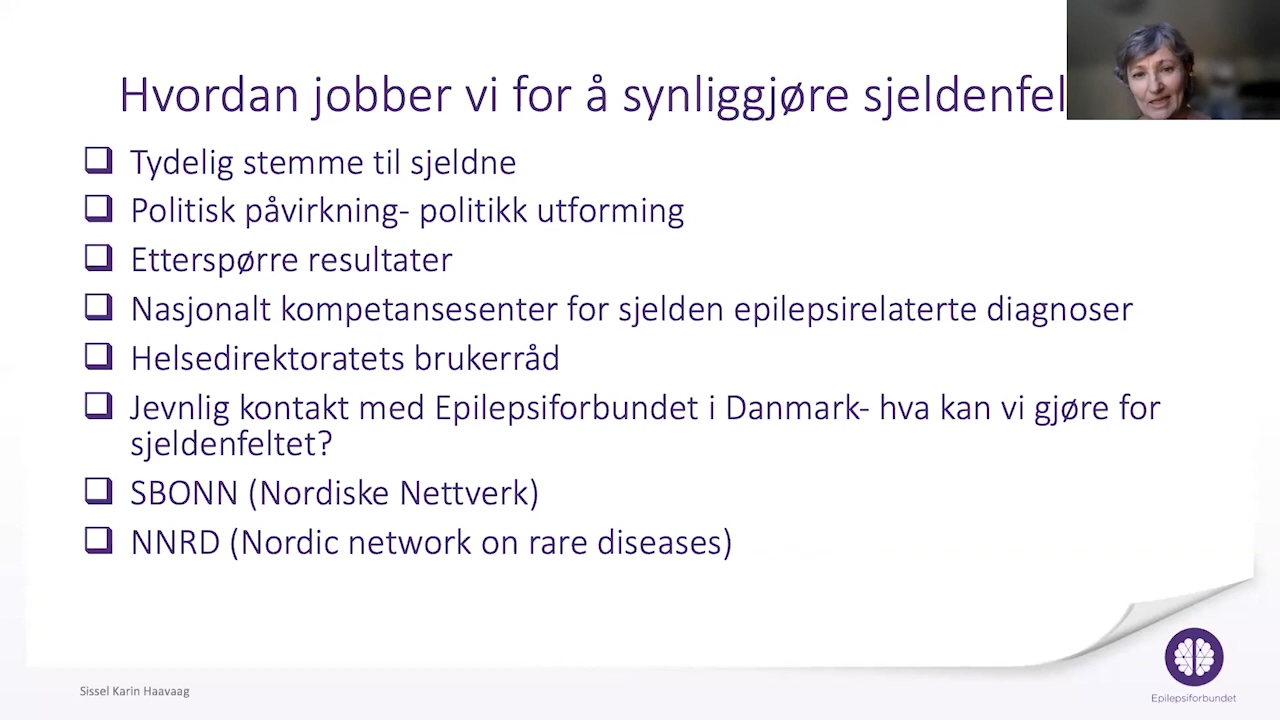 Hvordan jobber vi for å synliggjøre sjeldenfel
Tydelig stemme til sjeldne
Politisk påvirkning- politikk utforming
Etterspørre resultater
Nasjonalt kompetansesenter for sjelden epilepsirelaterte diagnoser
Helsedirektoratets brukerråd
Jevnlig kontakt med Epilepsiforbundet i Danmark- hva kan vi gjøre for
sjeldenfeltet?
SBONN (Nordiske Nettverk)
NNRD (Nordic network on rare diseases)
Sissel Karin Haavaag
Epilepsiforbundet